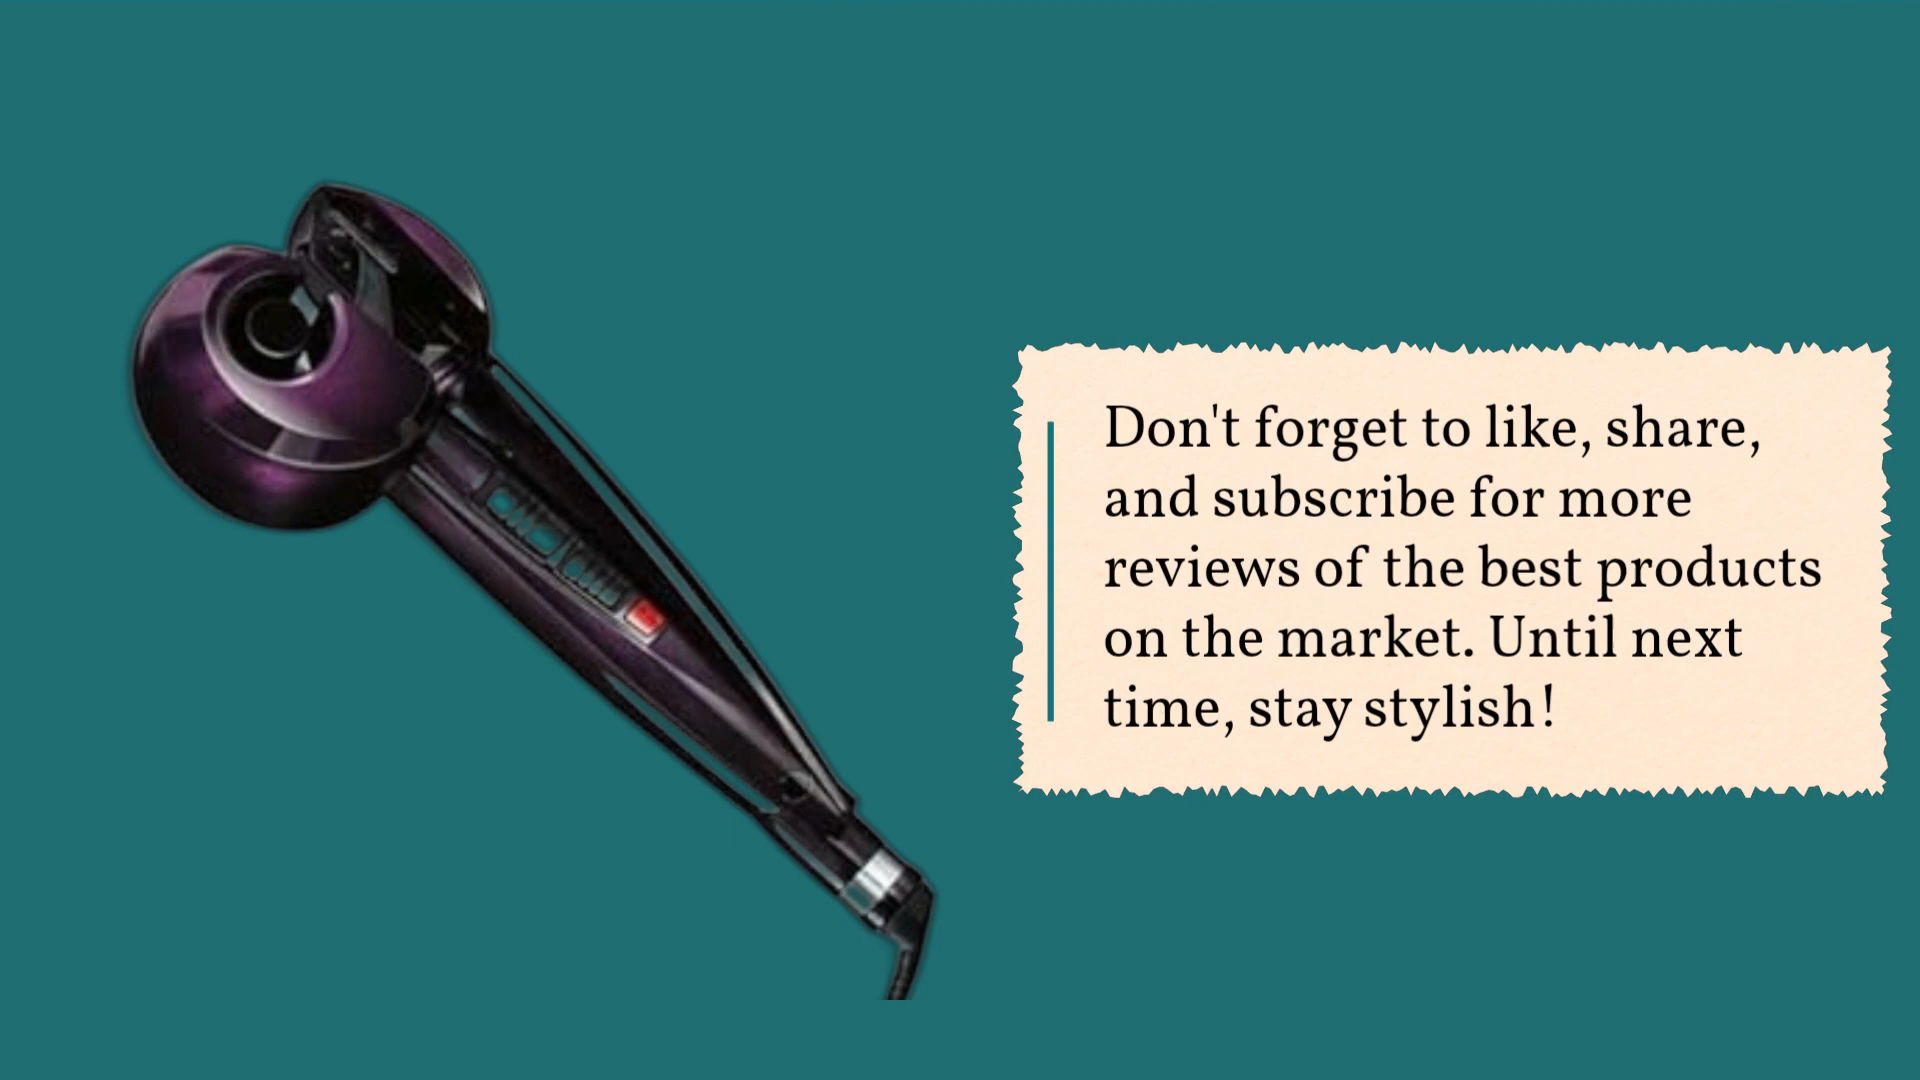 Don't forget to like, share,
and subscribe for more
reviews of the best products
on the market. Until next
time, stay stylish!